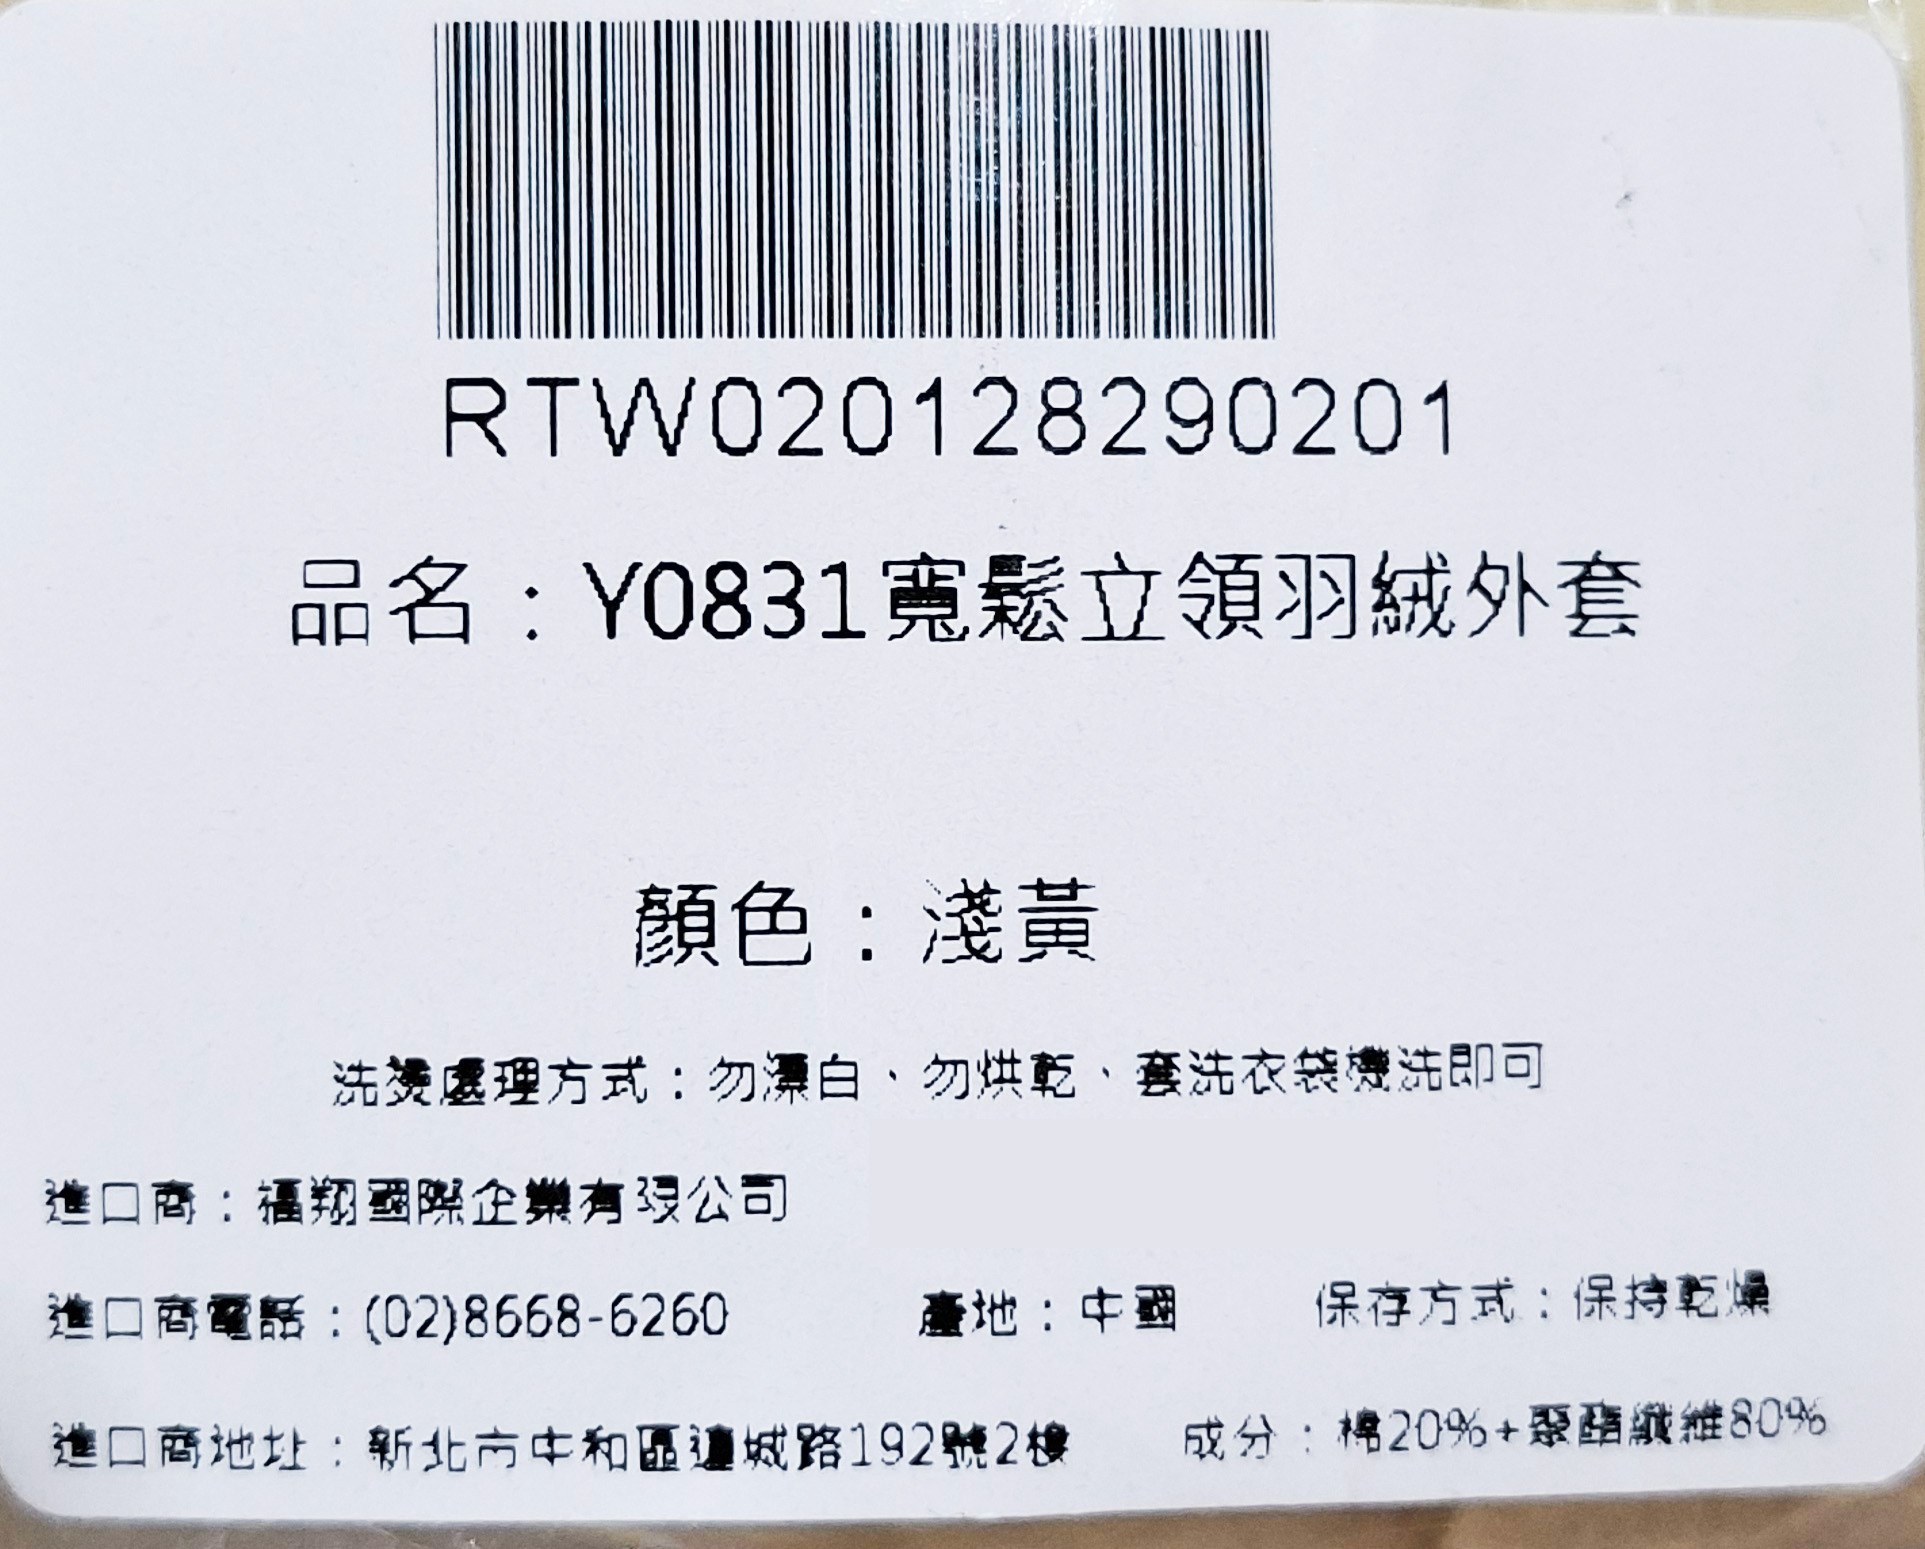 RTW020128290201
品名：Y0831寬鬆立領羽絨外套
顏色：淺黃
洗燙處理方式：勿漂白、勿烘乾、套洗衣袋機洗即可
進口商：福翔國際企業有限公司
進口商電話：(02)8668-6260 產地：中國 保存方式：保持乾燥
進口商地址：新北市中和區連城路192號2樓 成分：棉20%+聚酯纖維80%